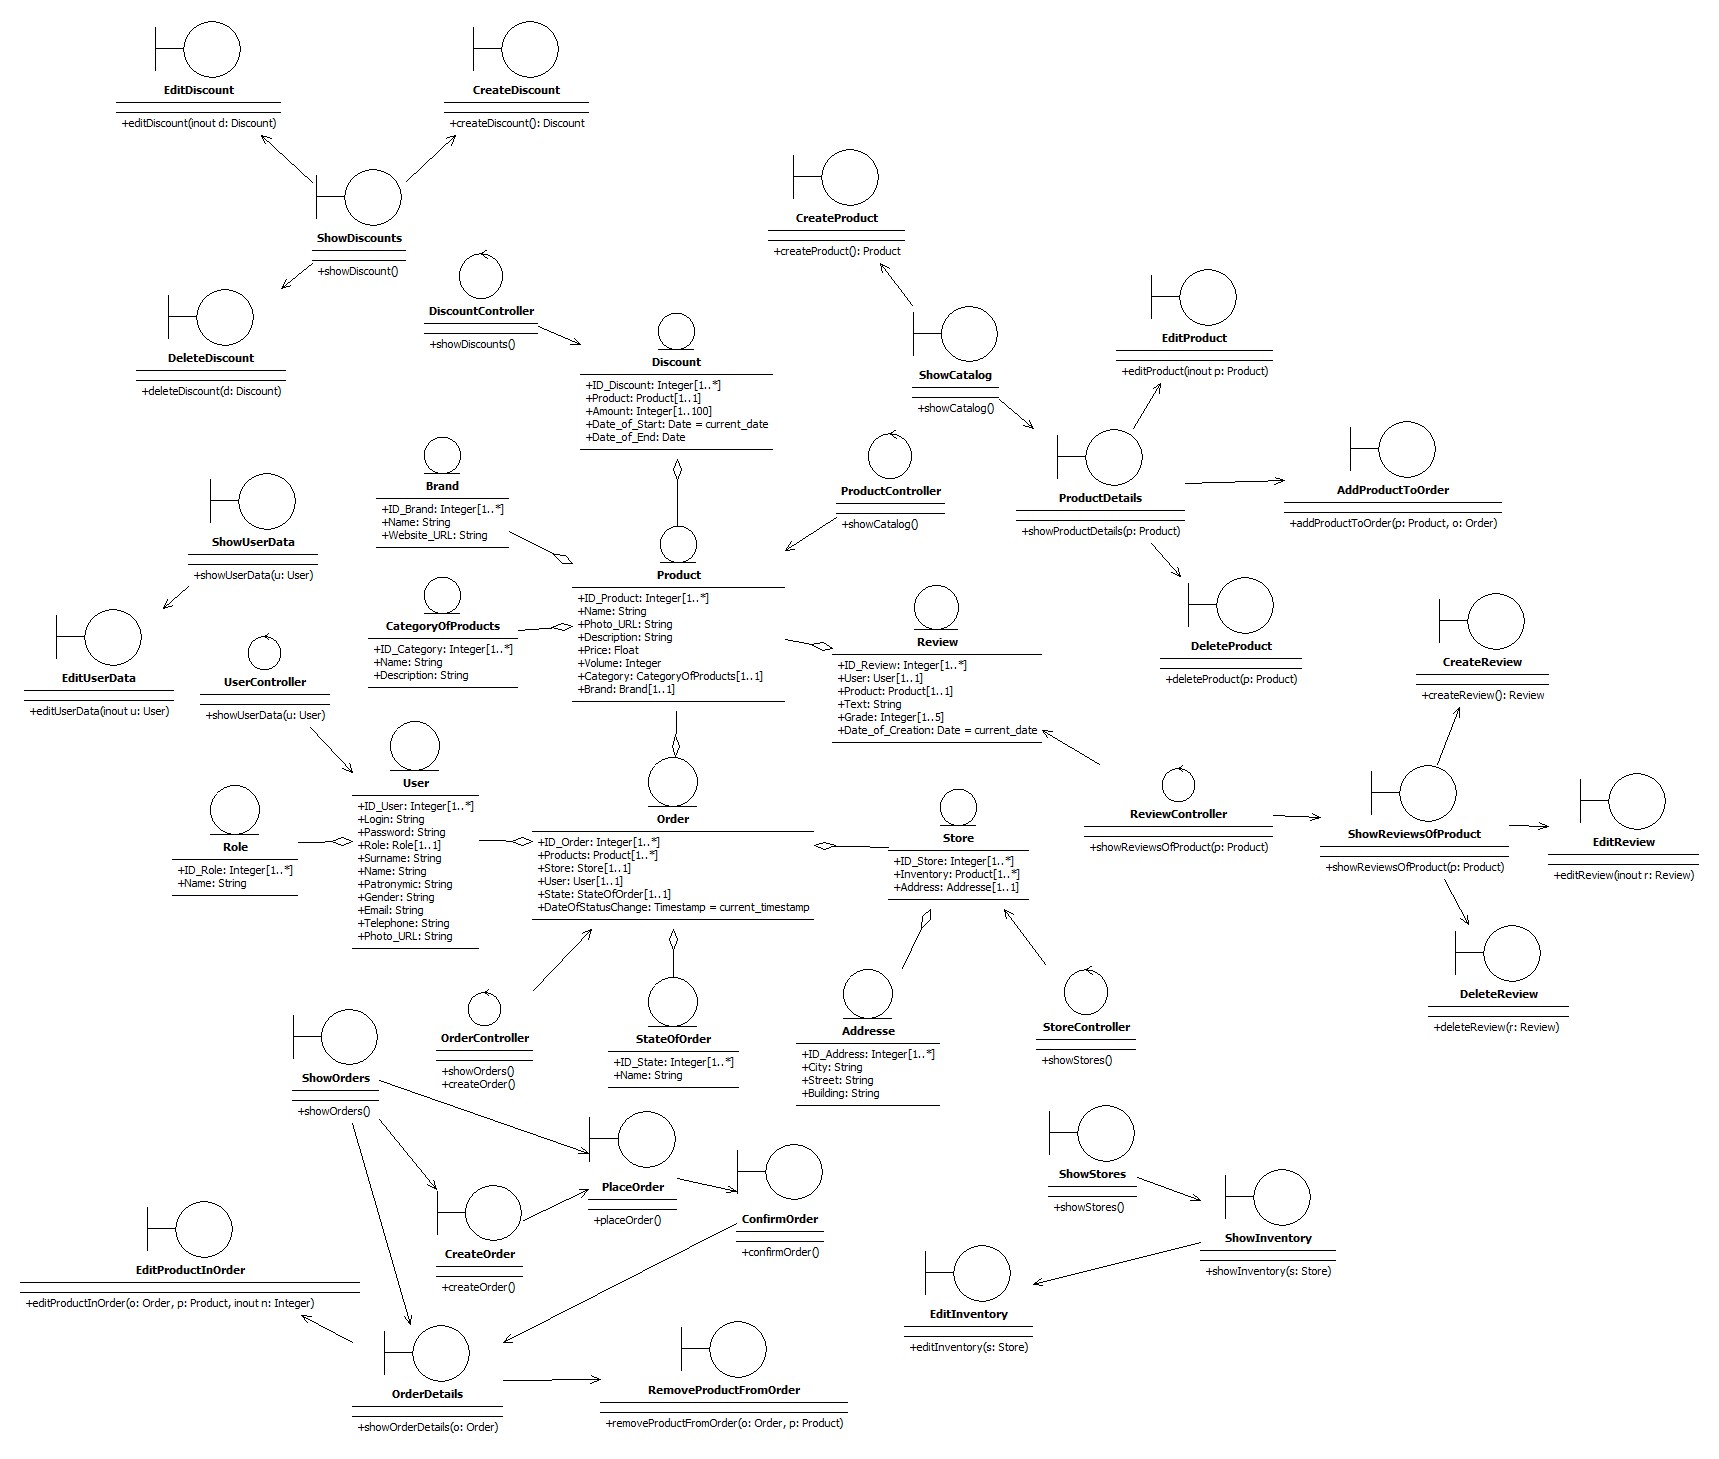 EditDiscount
+editDiscount(inout d: Discount)
CreateDiscount
+createDiscount(): Discount
ShowDiscounts
+showDiscount()
DeleteDiscount
+deleteDiscount(d: Discount)
DiscountController
+showDiscounts()
Discount
+ID_Discount: Integer[1..*]
+Product: Product[1..1]
+Amount: Integer[1..100]
+Date_of_Start: Date = current_date
+Date_of_End: Date
CreateProduct
+createProduct(): Product
ShowCatalog
+showCatalog()
EditProduct
+editProduct(inout p: Product)
ProductController
+showCatalog()
ProductDetails
+showProductDetails(p: Product)
AddProductToOrder
+addProductToOrder(p: Product, o: Order)
DeleteProduct
+deleteProduct(p: Product)
Brand
+ID_Brand: Integer[1..*]
+Name: String
+Website_URL: String
ShowUserData
+showUserData(u: User)
EditUserData
+editUserData(inout u: User)
UserController
+showUserData(u: User)
CategoryOfProducts
+ID_Category: Integer[1..*]
+Name: String
+Description: String
Product
+ID_Product: Integer[1..*]
+Name: String
+Photo_URL: String
+Description: String
+Price: Float
+Volume: Integer
+Category: CategoryOfProducts[1..1]
+Brand: Brand[1..1]
Review
+ID_Review: Integer[1..*]
+User: User[1..1]
+Product: Product[1..1]
+Text: String
+Grade: Integer[1..5]
+Date_of_Creation: Date = current_date
CreateReview
+createReview(): Review
ReviewController
+showReviewsOfProduct(p: Product)
ShowReviewsOfProduct
+showReviewsOfProduct(p: Product)
EditReview
+editReview(inout r: Review)
DeleteReview
+deleteReview(r: Review)
Role
+ID_Role: Integer[1..*]
+Name: String
User
+ID_User: Integer[1..*]
+Login: String
+Password: String
+Role: Role[1..1]
+Surname: String
+Name: String
+Patronymic: String
+Gender: String
+Email: String
+Telephone: String
+Photo_URL: String
Order
+ID_Order: Integer[1..*]
+Products: Product[1..*]
+Store: Store[1..1]
+User: User[1..1]
+State: StateOfOrder[1..1]
+DateOfStatusChange: Timestamp = current_timestamp
Store
+ID_Store: Integer[1..*]
+Inventory: Product[1..*]
+Address: Addresse[1..1]
OrderController
+showOrders()
+createOrder()
StateOfOrder
+ID_State: Integer[1..*]
+Name: String
Addresse
+ID_Address: Integer[1..*]
+City: String
+Street: String
+Building: String
StoreController
+showStores()
ShowOrders
+showOrders()
PlaceOrder
+placeOrder()
ConfirmOrder
+confirmOrder()
CreateOrder
+createOrder()
ShowStores
+showStores()
ShowInventory
+showInventory(s: Store)
EditInventory
+editInventory(s: Store)
EditProductInOrder
+editProductInOrder(o: Order, p: Product, inout n: Integer)
OrderDetails
+showOrderDetails(o: Order)
RemoveProductFromOrder
+removeProductFromOrder(o: Order, p: Product)